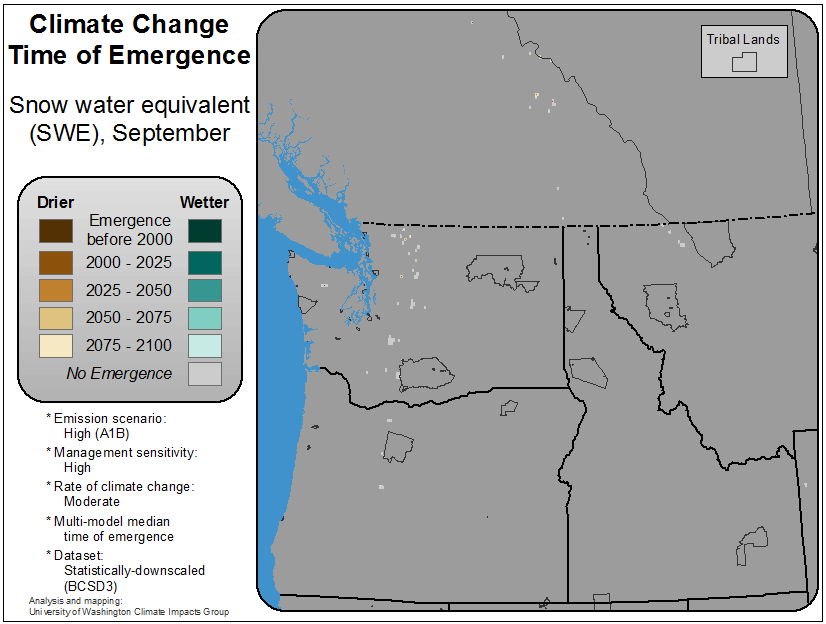 Climate Change
Time of Emergence
Snow water equivalent
(SWE), September
Tribal Lands
Drier
Wetter
Emergence
before 2000
2000 - 2025
2025 - 2050
2050 - 2075
2075 - 2100
No Emergence
* Emission scenario:
High (A1B)
* Management sensitivity:
High
* Rate of climate change:
Moderate
* Multi-model median
time of emergence
* Dataset:
Statistically-downscaled
(BCSD3)
Analysis and mapping:
University of Washington Climate Impacts Group